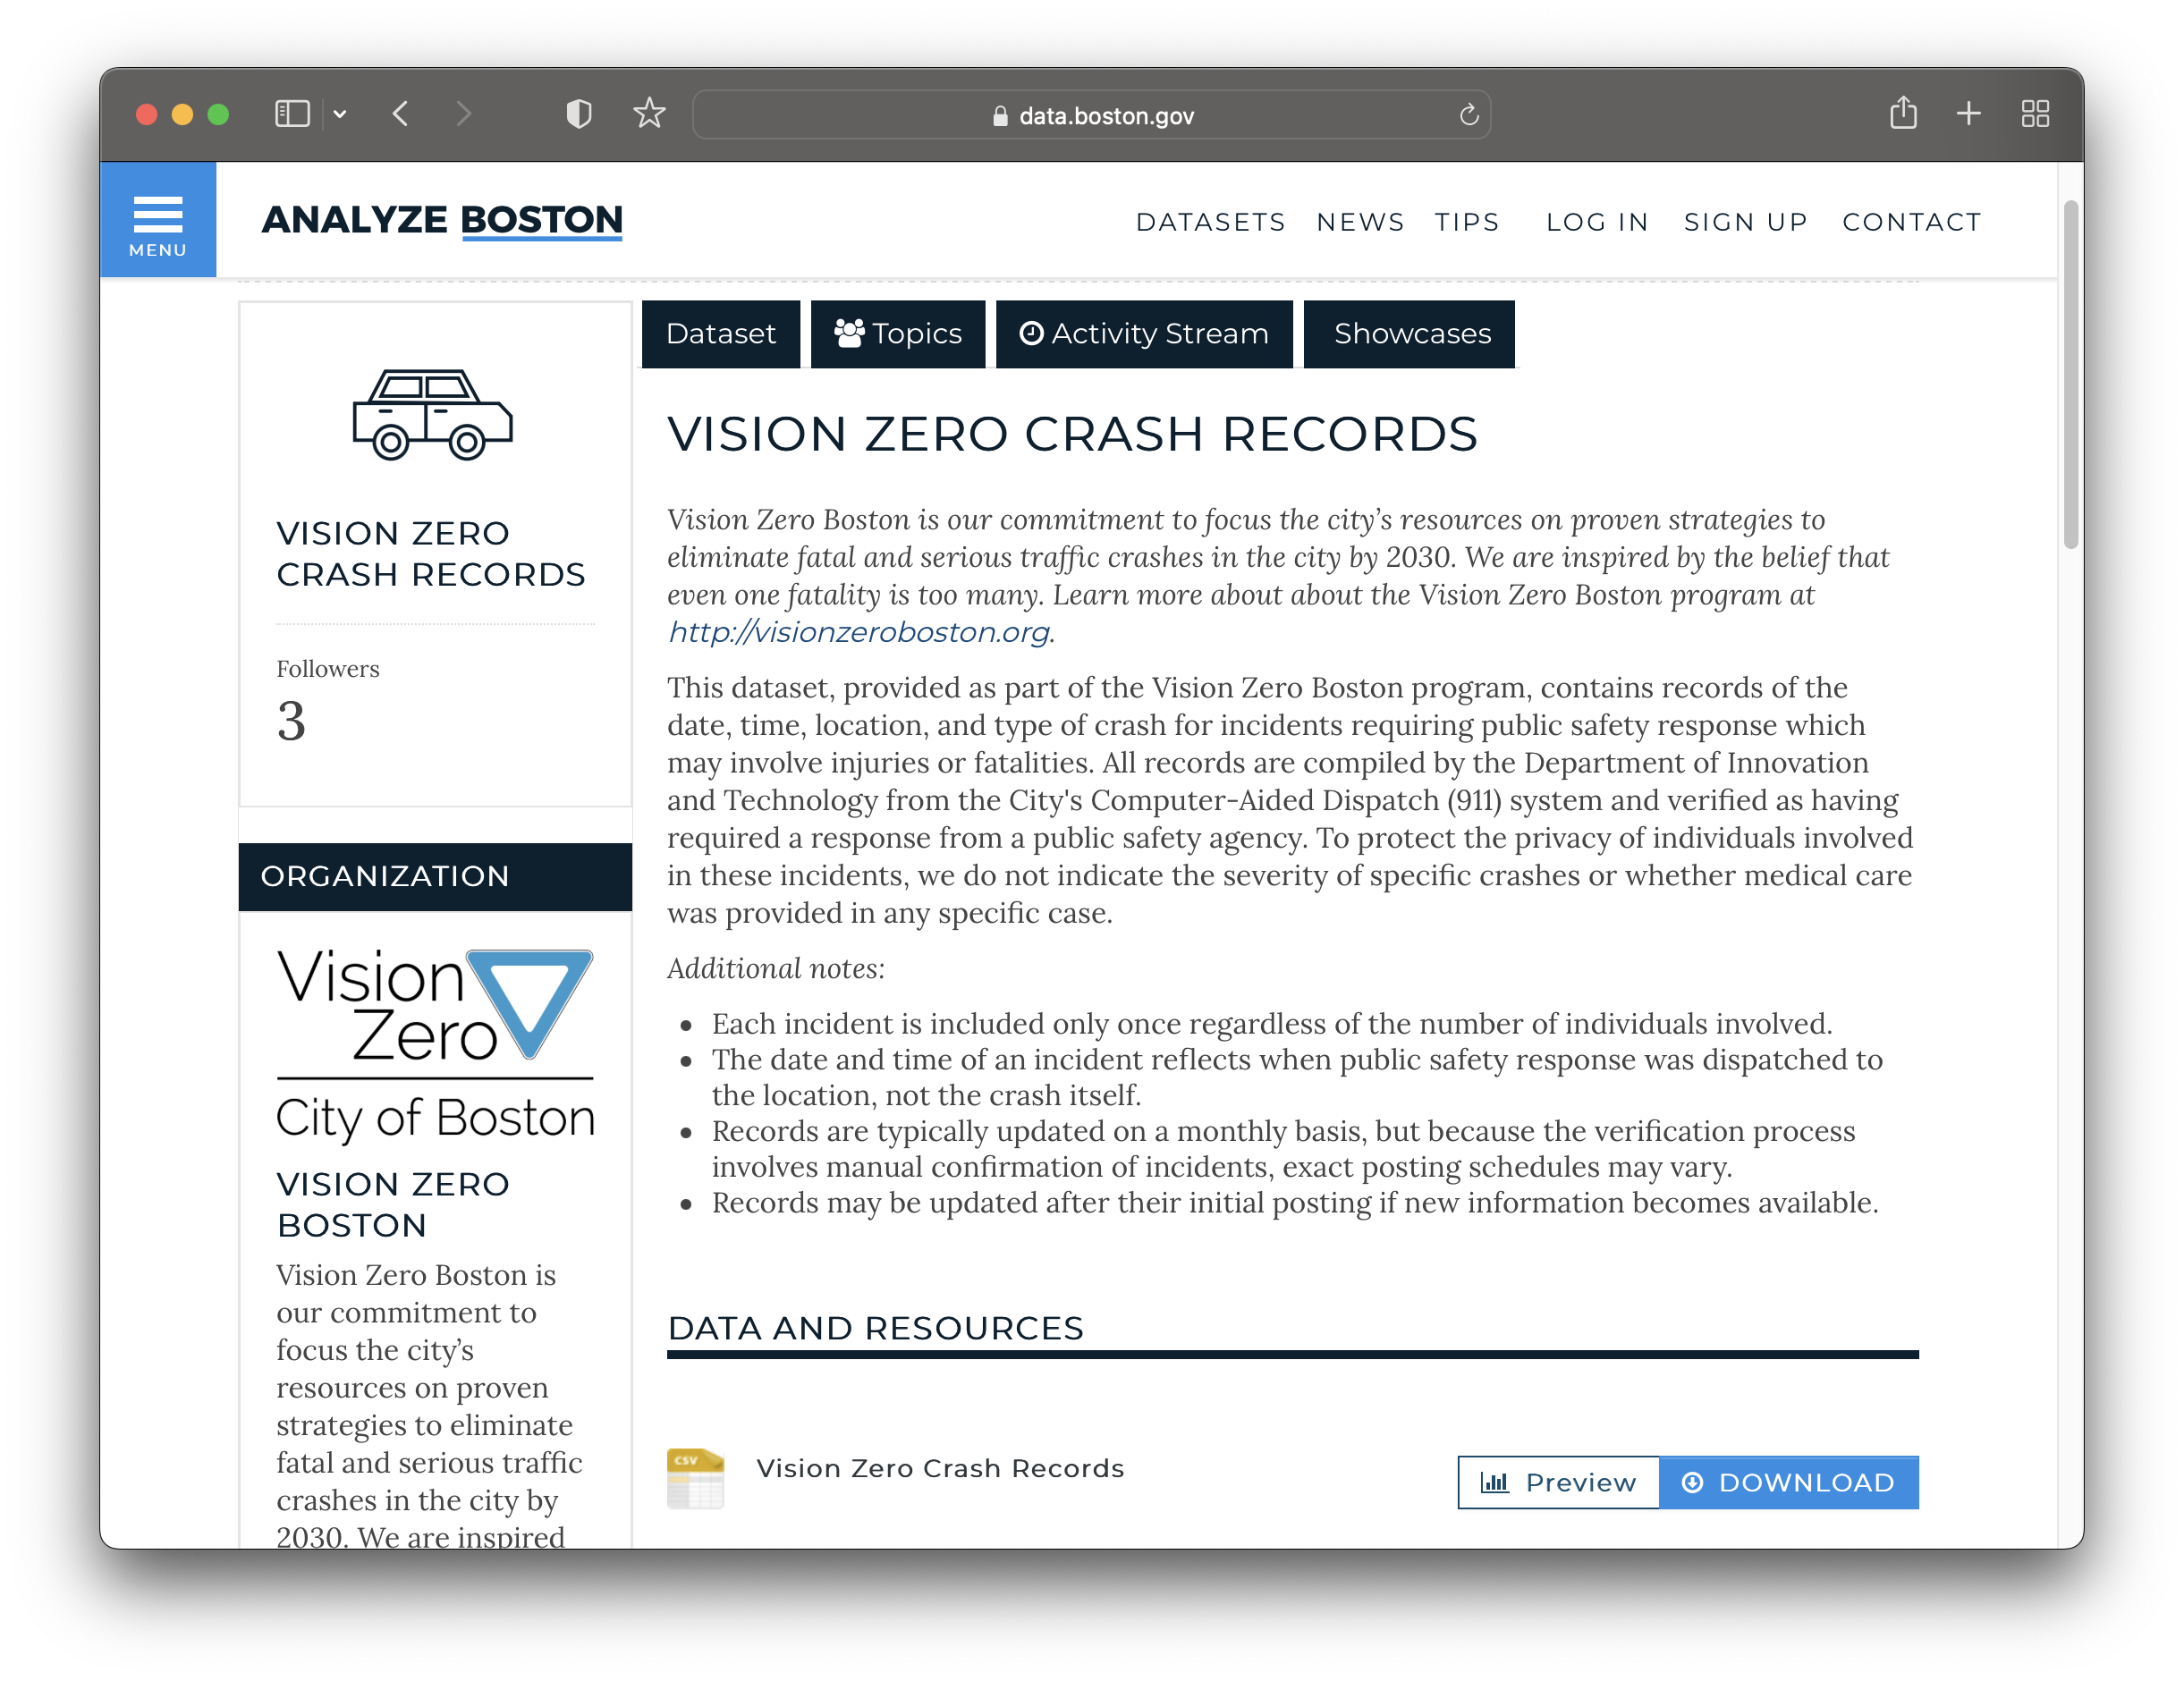 data.boston.gov
MENU
ANALYZE BOSTON
DATASETS NEWS TIPS LOG IN SIGN UP CONTACT
VISION ZERO
CRASH RECORDS
Followers
3
ORGANIZATION
Vision
Zero
City of Boston
VISION ZERO
BOSTON
Vision Zero Boston is
our commitment to
focus the city’s
resources on proven
strategies to eliminate
fatal and serious traffic
crashes in the city by
2030. We are inspired
Dataset Topics Activity Stream Showcases
VISION ZERO CRASH RECORDS
Vision Zero Boston is our commitment to focus the city’s resources on proven strategies to
eliminate fatal and serious traffic crashes in the city by 2030. We are inspired by the belief that
even one fatality is too many. Learn more about about the Vision Zero Boston program at
http://visionzeroboston.org.
This dataset, provided as part of the Vision Zero Boston program, contains records of the
date, time, location, and type of crash for incidents requiring public safety response which
may involve injuries or fatalities. All records are compiled by the Department of Innovation
and Technology from the City's Computer-Aided Dispatch (911) system and verified as having
required a response from a public safety agency. To protect the privacy of individuals involved
in these incidents, we do not indicate the severity of specific crashes or whether medical care
was provided in any specific case.
Additional notes:
• Each incident is included only once regardless of the number of individuals involved.
• The date and time of an incident reflects when public safety response was dispatched to
the location, not the crash itself.
• Records are typically updated on a monthly basis, but because the verification process
involves manual confirmation of incidents, exact posting schedules may vary.
• Records may be updated after their initial posting if new information becomes available.
DATA AND RESOURCES
CSV
Vision Zero Crash Records
Preview DOWNLOAD